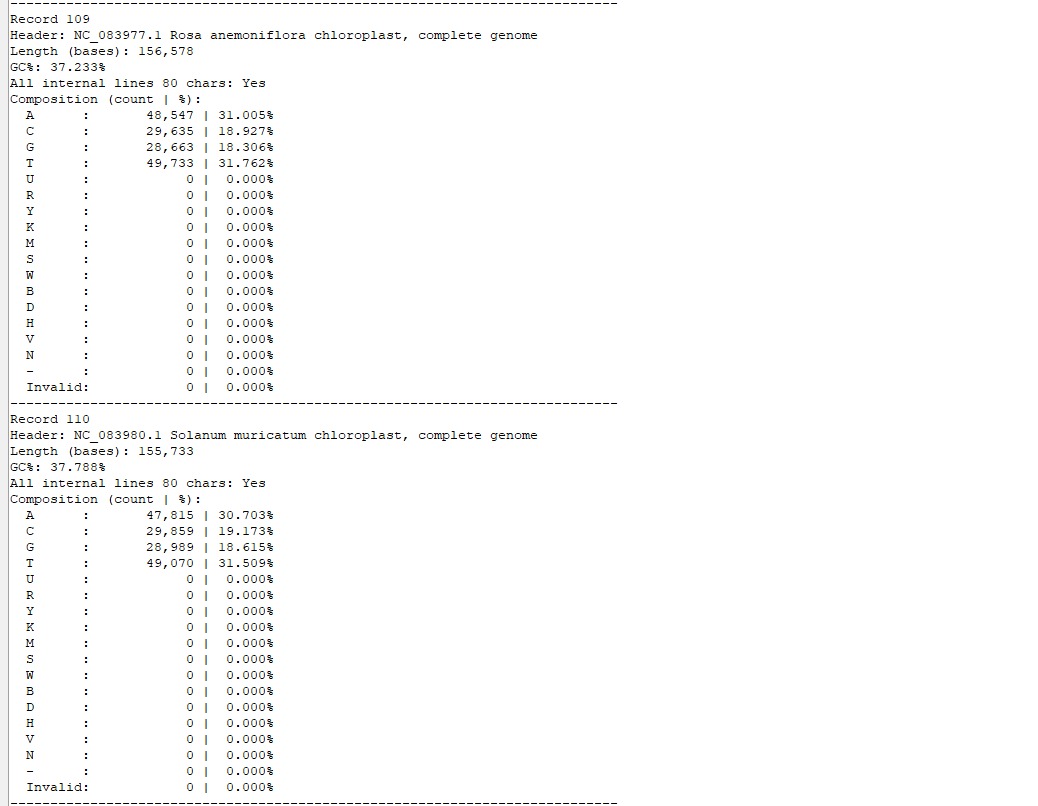 --------------------------------------------------------------------------------
Record 109
Header: NC_083977.1 Rosa anemoniflora chloroplast, complete genome
Length (bases): 156,578
GC%: 37.233%
All internal lines 80 chars: Yes
Composition (count | %):
  A      :       48,547 | 31.005%
  C      :       29,635 | 18.927%
  G      :       28,663 | 18.306%
  T      :       49,733 | 31.762%
  U      :            0 |  0.000%
  R      :            0 |  0.000%
  Y      :            0 |  0.000%
  K      :            0 |  0.000%
  M      :            0 |  0.000%
  S      :            0 |  0.000%
  W      :            0 |  0.000%
  B      :            0 |  0.000%
  D      :            0 |  0.000%
  H      :            0 |  0.000%
  V      :            0 |  0.000%
  N      :            0 |  0.000%
  -      :            0 |  0.000%
  Invalid:            0 |  0.000%
--------------------------------------------------------------------------------
Record 110
Header: NC_083980.1 Solanum muricatum chloroplast, complete genome
Length (bases): 155,733
GC%: 37.788%
All internal lines 80 chars: Yes
Composition (count | %):
  A      :       47,815 | 30.703%
  C      :       29,859 | 19.173%
  G      :       28,989 | 18.615%
  T      :       49,070 | 31.509%
  U      :            0 |  0.000%
  R      :            0 |  0.000%
  Y      :            0 |  0.000%
  K      :            0 |  0.000%
  M      :            0 |  0.000%
  S      :            0 |  0.000%
  W      :            0 |  0.000%
  B      :            0 |  0.000%
  D      :            0 |  0.000%
  H      :            0 |  0.000%
  V      :            0 |  0.000%
  N      :            0 |  0.000%
  -      :            0 |  0.000%
  Invalid:            0 |  0.000%
--------------------------------------------------------------------------------